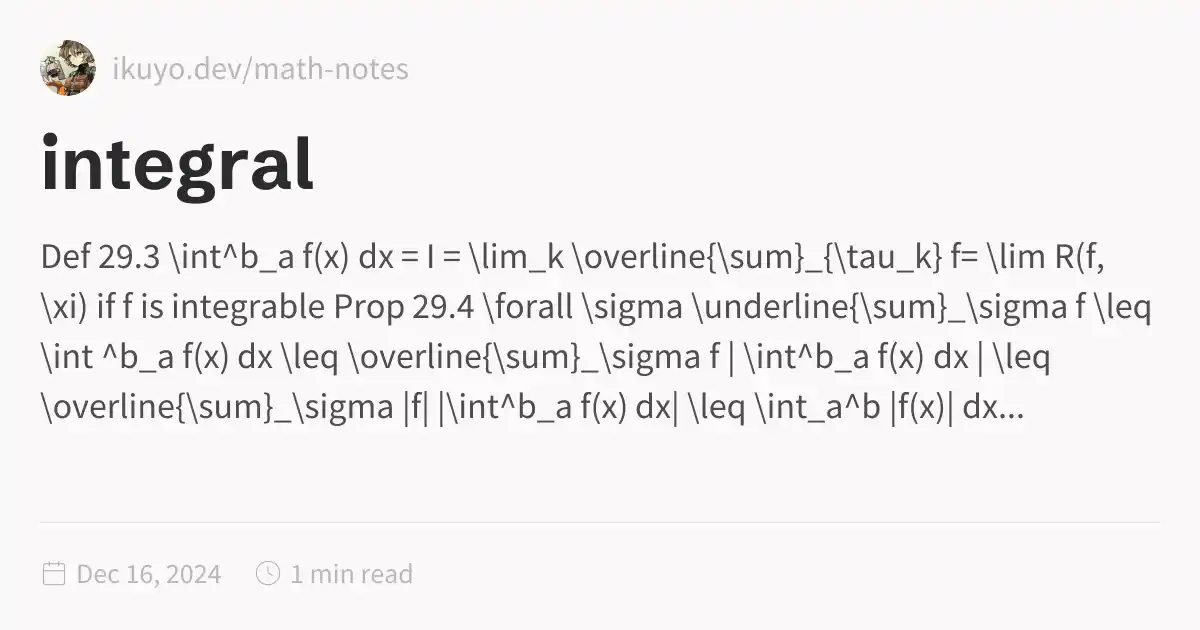 ikuyo.dev/math-notes
integral
Def 29.3 \int^b_a f(x) dx = I = \lim_k \overline{\sum}_{\tau_k} f= \lim R(f,
\xi) if f is integrable Prop 29.4 \forall \sigma \underline{\sum}_\sigma f \leq
\int ^b_a f(x) dx \leq \overline{\sum}_\sigma f | \int^b_a f(x) dx | \leq
\overline{\sum}_\sigma |f| |\int^b_a f(x) dx| \leq \int_a^b |f(x)| dx...
Dec 16, 2024 1 min read